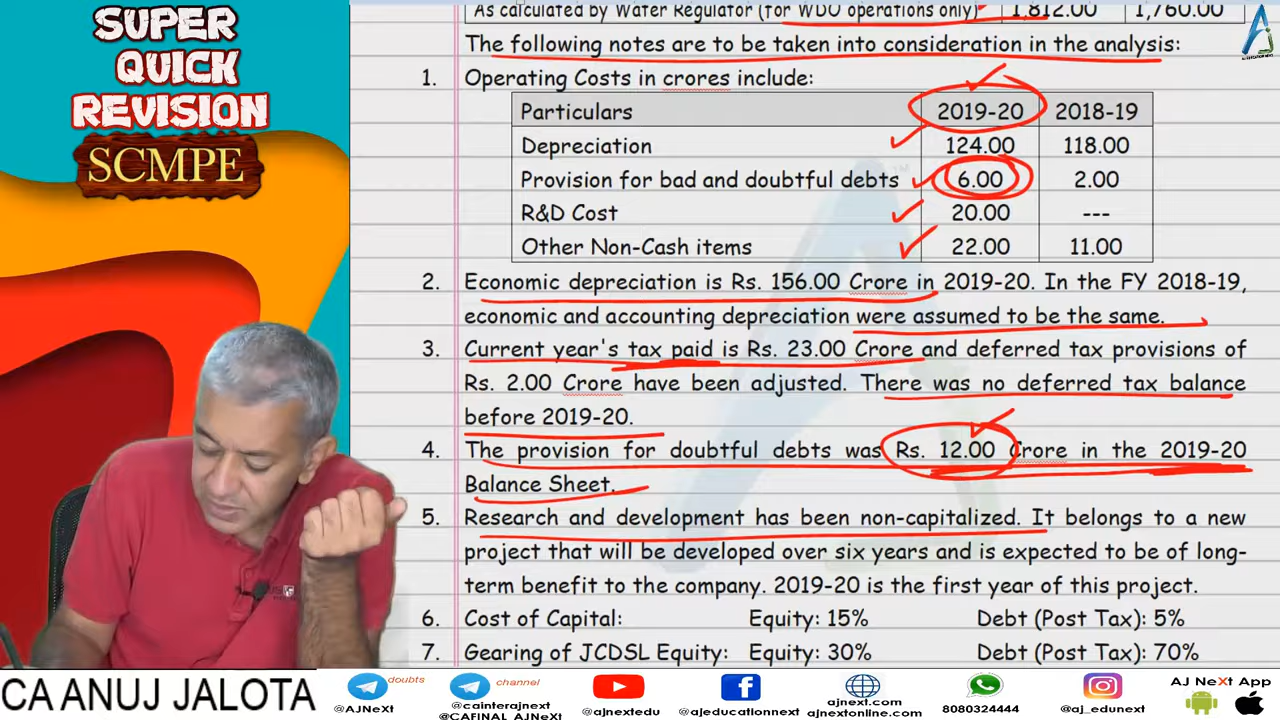 SUPER
QUICK
REVISION
SCMPE
As calculated by Water Regulator (for WDO operations only) 1,812.00 1,760.00
The following notes are to be taken into consideration in the analysis:
1. Operating Costs in crores include:
Particulars 2019-20 2018-19
Depreciation 124.00 118.00
Provision for bad and doubtful debts 6.00 2.00
R&D Cost 20.00 ---
Other Non-Cash items 22.00 11.00
2. Economic depreciation is Rs. 156.00 Crore in 2019-20. In the FY 2018-19,
economic and accounting depreciation were assumed to be the same.
3. Current year's tax paid is Rs. 23.00 Crore and deferred tax provisions of
Rs. 2.00 Crore have been adjusted. There was no deferred tax balance
before 2019-20.
4. The provision for doubtful debts was Rs. 12.00 Crore in the 2019-20
Balance Sheet.
5. Research and development has been non-capitalized. It belongs to a new
project that will be developed over six years and is expected to be of long-
term benefit to the company. 2019-20 is the first year of this project.
6. Cost of Capital: Equity: 15% Debt (Post Tax): 5%
7. Gearing of JCDSL Equity: Equity: 30% Debt (Post Tax): 70%
CA ANUJ JALOTA
doubts
@AJNeXt
channel
@cainterajnext
@CAFINAL_AJNeXt
@ajnextedu
@ajeducationnext
ajnext.com
ajnextonline.com
8080324444
@aj_edunext
AJ NeXt App